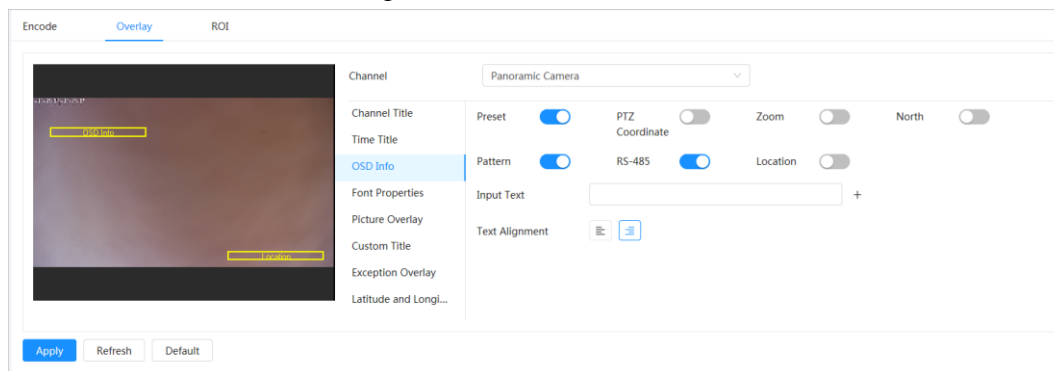 Encode Overlay ROI
Channel Panoramic Camera
Channel Title
Time Title
OSD Info
Font Properties
Picture Overlay
Custom Title
Exception Overlay
Latitude and Longi...
Preset PTZ Coordinate Zoom North
Pattern RS-485 Location
Input Text +
Text Alignment
OSD Info
Location
Apply Refresh Default